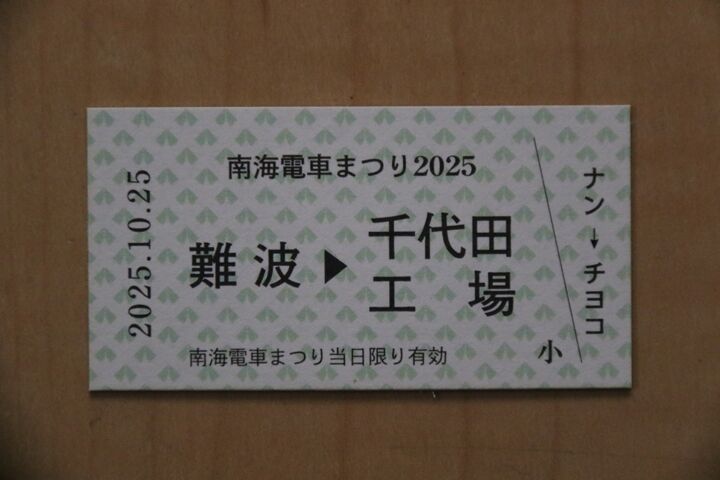 2025.10.25
南海電車まつり2025
難波▶千代田
工場
南海電車まつり当日限り有効
小
ナン→チヨコ